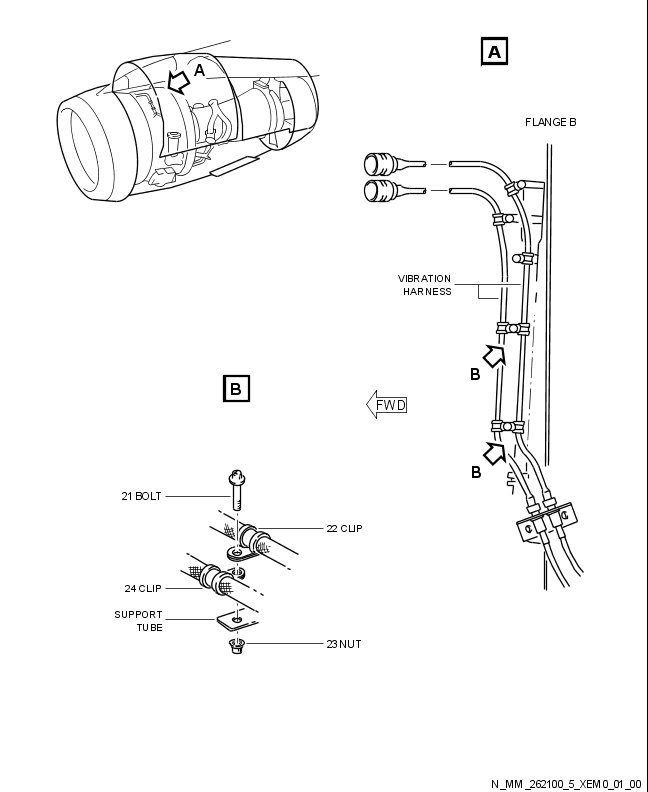 A
A
FLANGE B
VIBRATION
HARNESS
B
B
FWD
B
21 BOLT
22 CLIP
24 CLIP
SUPPORT
TUBE
23 NUT
N_MM_262100_5_XEM0_01_00